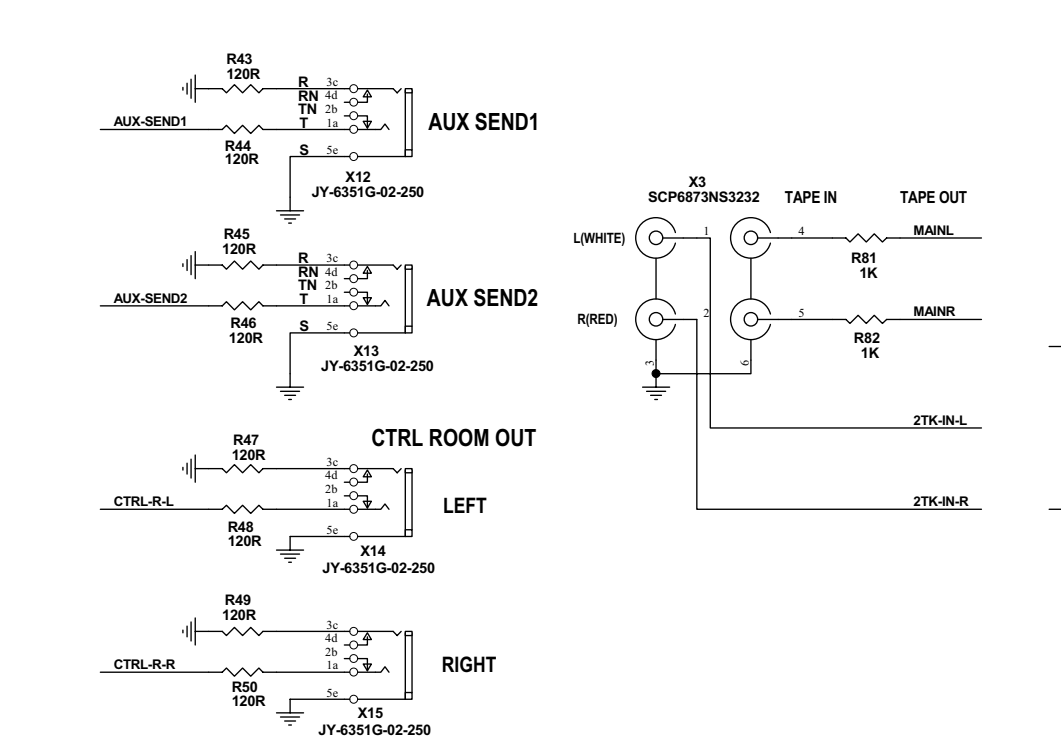 R43
120R
R 3c
RN 4d
TN 2b
AUX-SEND1
T 1a
AUX SEND1
R44
120R
S 5e
X12
JY-6351G-02-250
R45
120R
R 3c
RN 4d
TN 2b
AUX-SEND2
T 1a
AUX SEND2
R46
120R
S 5e
X13
JY-6351G-02-250
CTRL ROOM OUT
R47
120R
3c
4d
2b
CTRL-R-L
1a
LEFT
R48
120R
5e
X14
JY-6351G-02-250
R49
120R
3c
4d
2b
CTRL-R-R
1a
RIGHT
R50
120R
5e
X15
JY-6351G-02-250
X3
SCP6873NS3232
TAPE IN
TAPE OUT
L(WHITE)
1
4
MAINL
R81
1K
R(RED)
2
5
MAINR
R82
1K
3
6
2TK-IN-L
2TK-IN-R